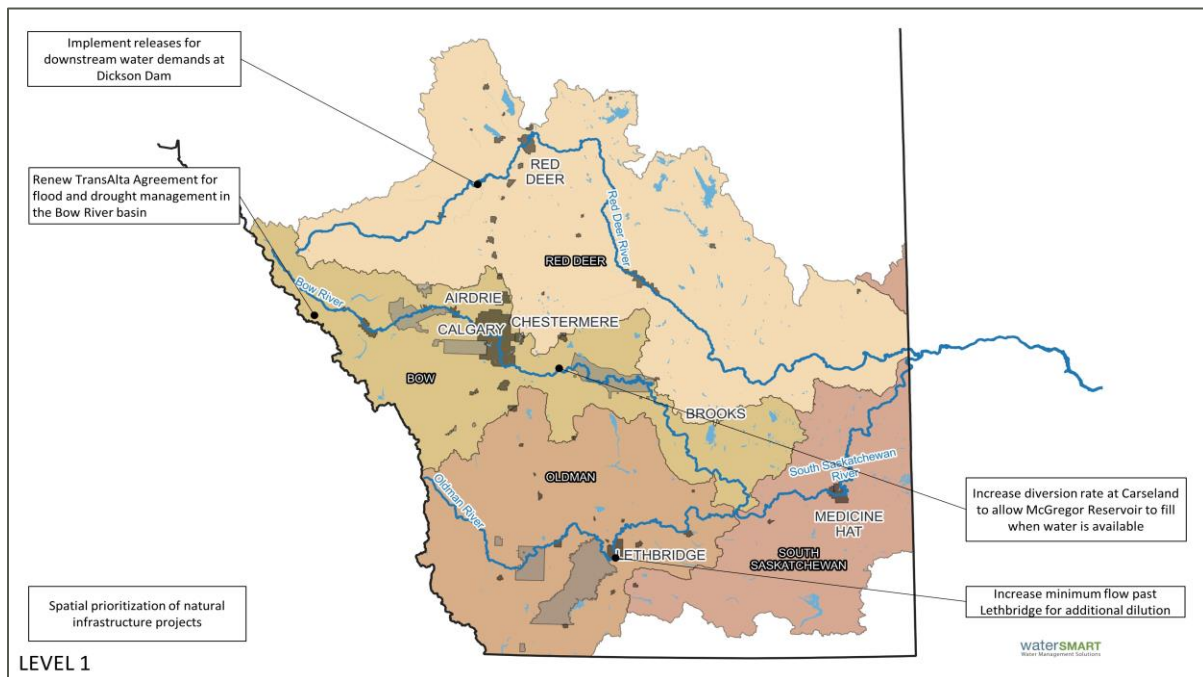 Implement releases for
downstream water demands at
Dickson Dam
Renew TransAlta Agreement for
flood and drought management in
the Bow River basin
RED
DEER
Red Deer River
RED DEER
Bow River
AIRDRIE
CALGARY
CHESTERMERE
BOW
BROOKS
OLDMAN
Oldman River
South Saskatchewan
River
MEDICINE
HAT
LETHBRIDGE
SOUTH
SASKATCHEWAN
Increase diversion rate at Carseland
to allow McGregor Reservoir to fill
when water is available
Increase minimum flow past
Lethbridge for additional dilution
Spatial prioritization of natural
infrastructure projects
LEVEL 1
waterSMART
Water Management Solutions